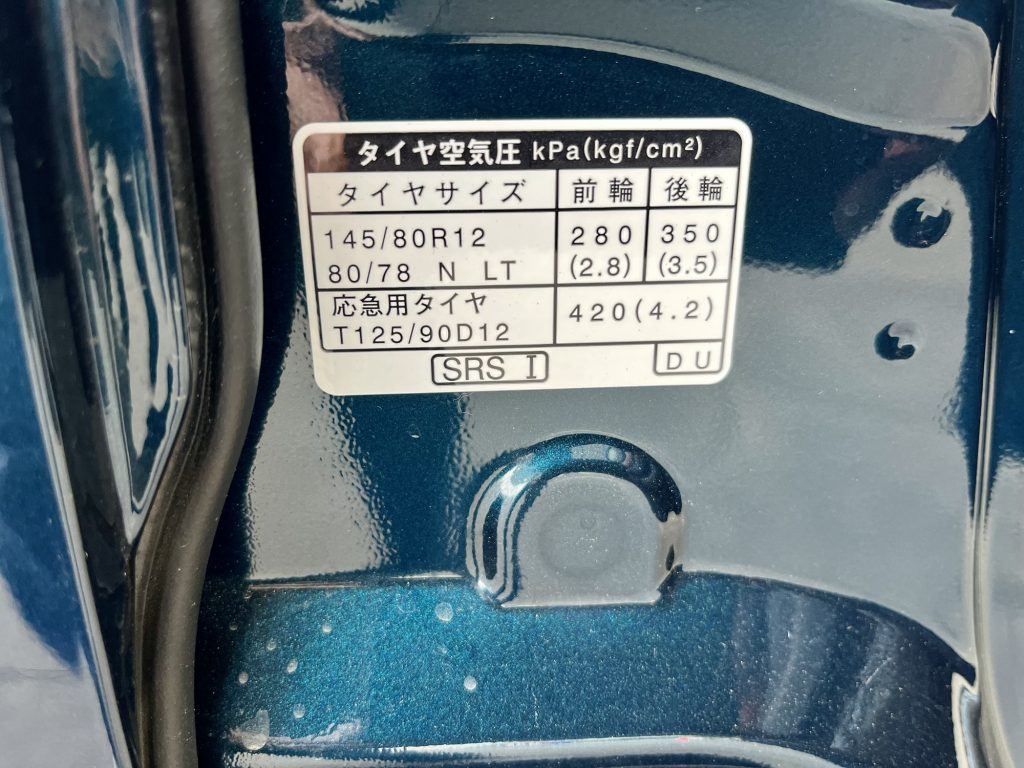 タイヤ空気圧 kPa(kgf/cm²)
タイヤサイズ 前輪 後輪
145/80R12 280 350
80/78 N LT (2.8) (3.5)
応急用タイヤ
T125/90D12 420(4.2)
SRS I DU